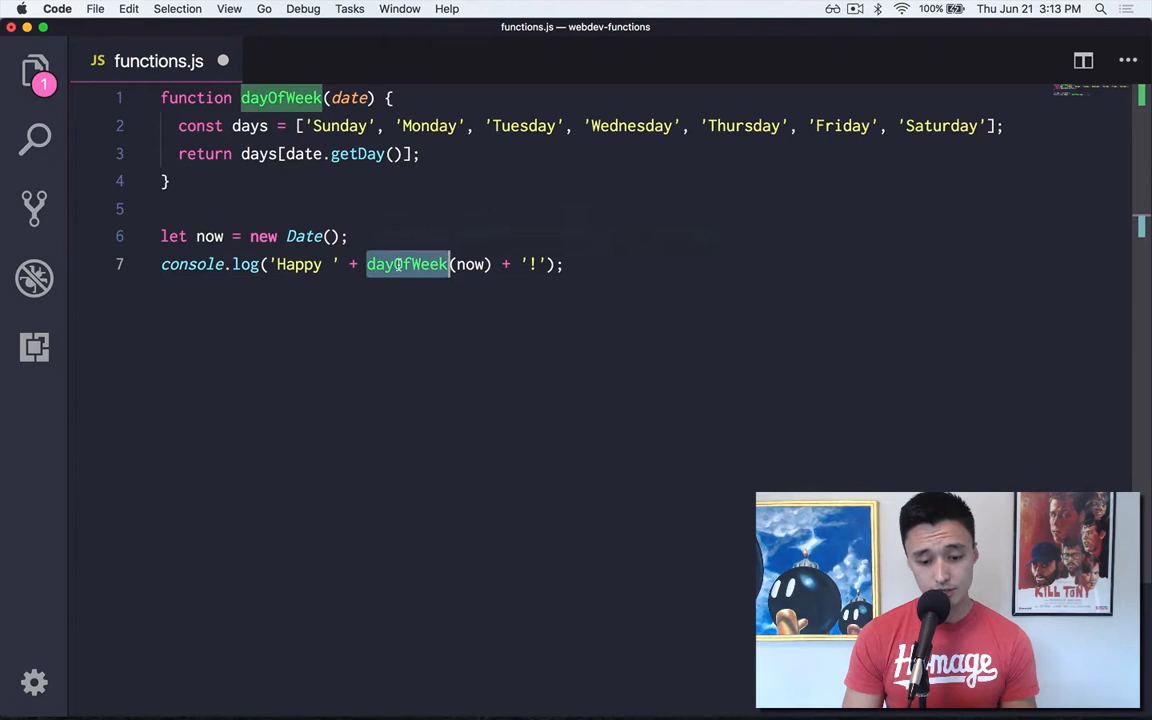 Code File Edit Selection View Go Debug Tasks Window Help 100% Thu Jun 21 3:13 PM
functions.js — webdev-functions
JS functions.js
1
1 function dayOfWeek(date) {
2 const days = ['Sunday', 'Monday', 'Tuesday', 'Wednesday', 'Thursday', 'Friday', 'Saturday'];
3 return days[date.getDay()];
4 }
5
6 let now = new Date();
7 console.log('Happy ' + dayOfWeek(now) + '!');
KILL TONY
Homage